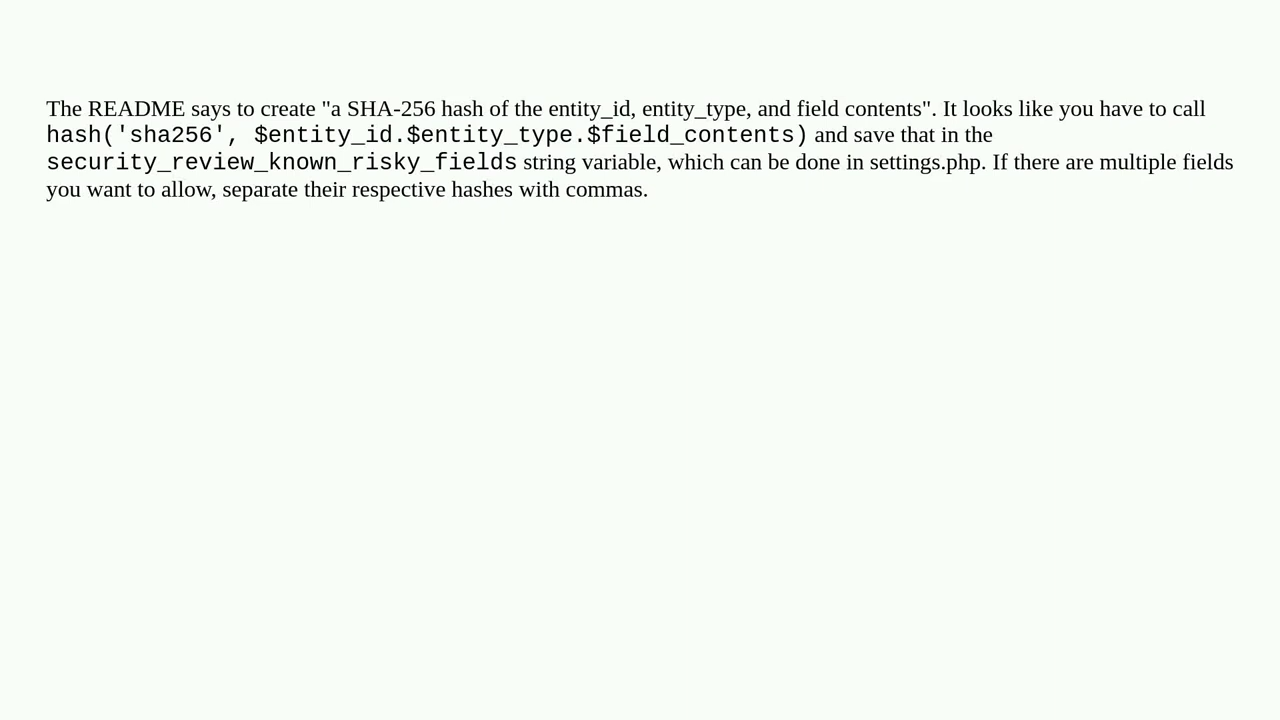 The README says to create "a SHA-256 hash of the entity_id, entity_type, and field contents". It looks like you have to call
hash('sha256', $entity_id.$entity_type.$field_contents) and save that in the
security_review_known_risky_fields string variable, which can be done in settings.php. If there are multiple fields
you want to allow, separate their respective hashes with commas.